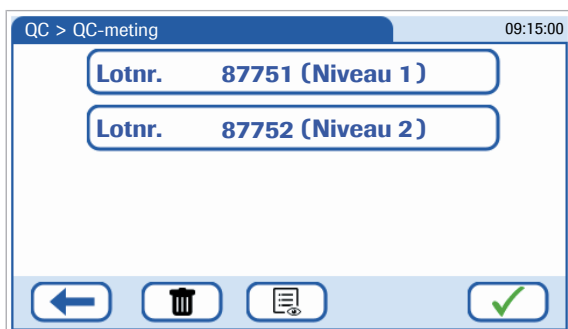 QC > QC-meting 09:15:00
Lotnr. 87751 (Niveau 1)
Lotnr. 87752 (Niveau 2)